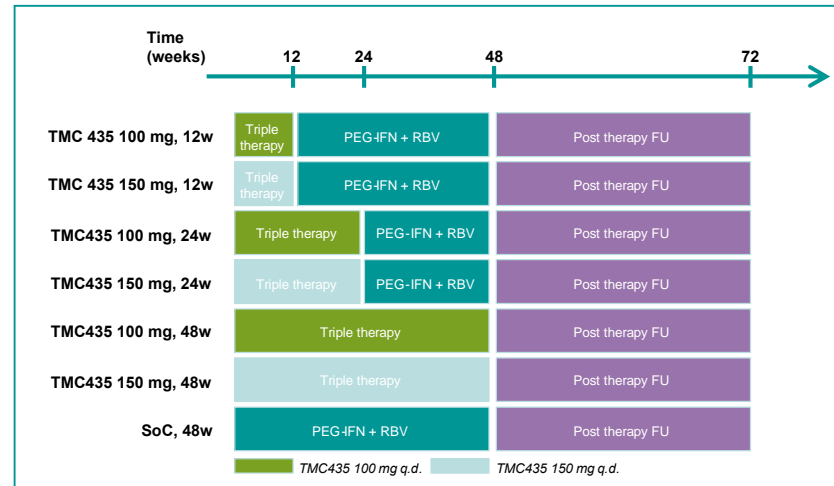 Time
(weeks)
12
24
48
72
TMC 435 100 mg, 12w
Triple
therapy
PEG-IFN + RBV
Post therapy FU
TMC 435 150 mg, 12w
Triple
therapy
PEG-IFN + RBV
Post therapy FU
TMC435 100 mg, 24w
Triple therapy
PEG-IFN + RBV
Post therapy FU
TMC435 150 mg, 24w
Triple therapy
PEG-IFN + RBV
Post therapy FU
TMC435 100 mg, 48w
Triple therapy
Post therapy FU
TMC435 150 mg, 48w
Triple therapy
Post therapy FU
SoC, 48w
PEG-IFN + RBV
Post therapy FU
TMC435 100 mg q.d.
TMC435 150 mg q.d.